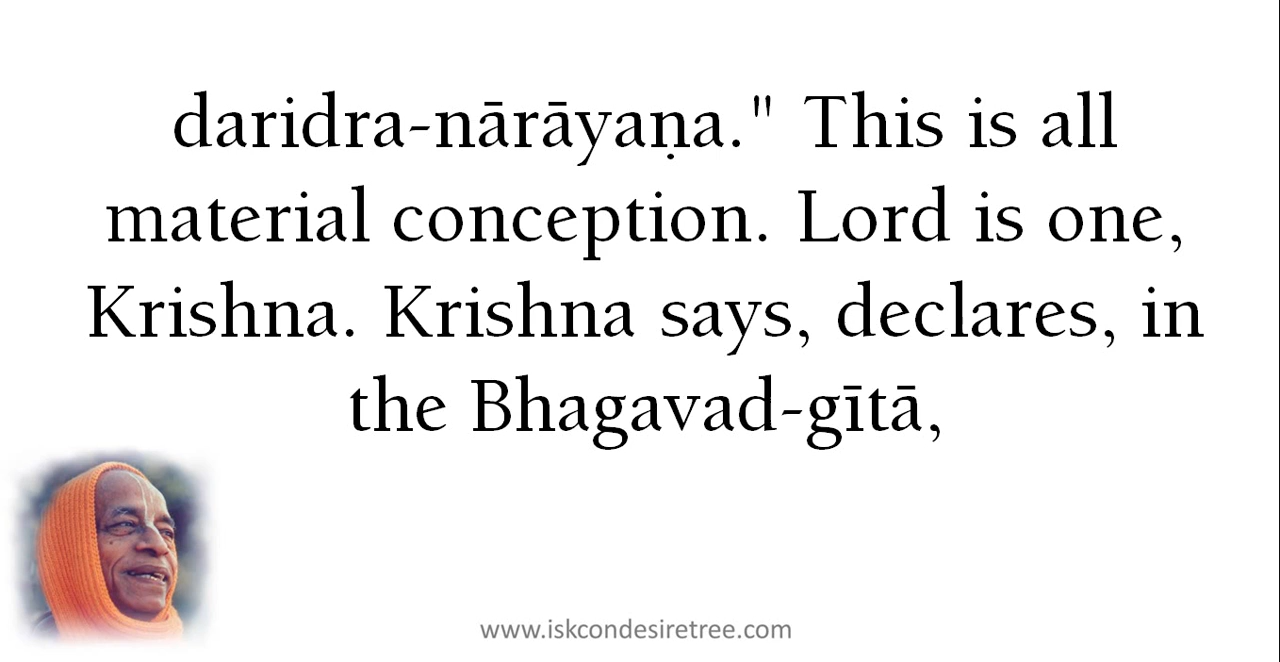 daridra-nārāyaṇa." This is all
material conception. Lord is one,
Krishna. Krishna says, declares, in
the Bhagavad-gītā,
www.iskcondesiretree.com